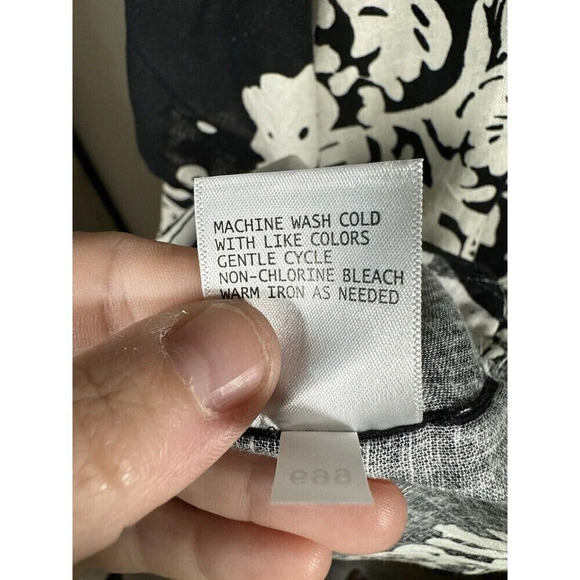 MACHINE WASH COLD
WITH LIKE COLORS
GENTLE CYCLE
NON-CHLORINE BLEACH
WARM IRON AS NEEDED